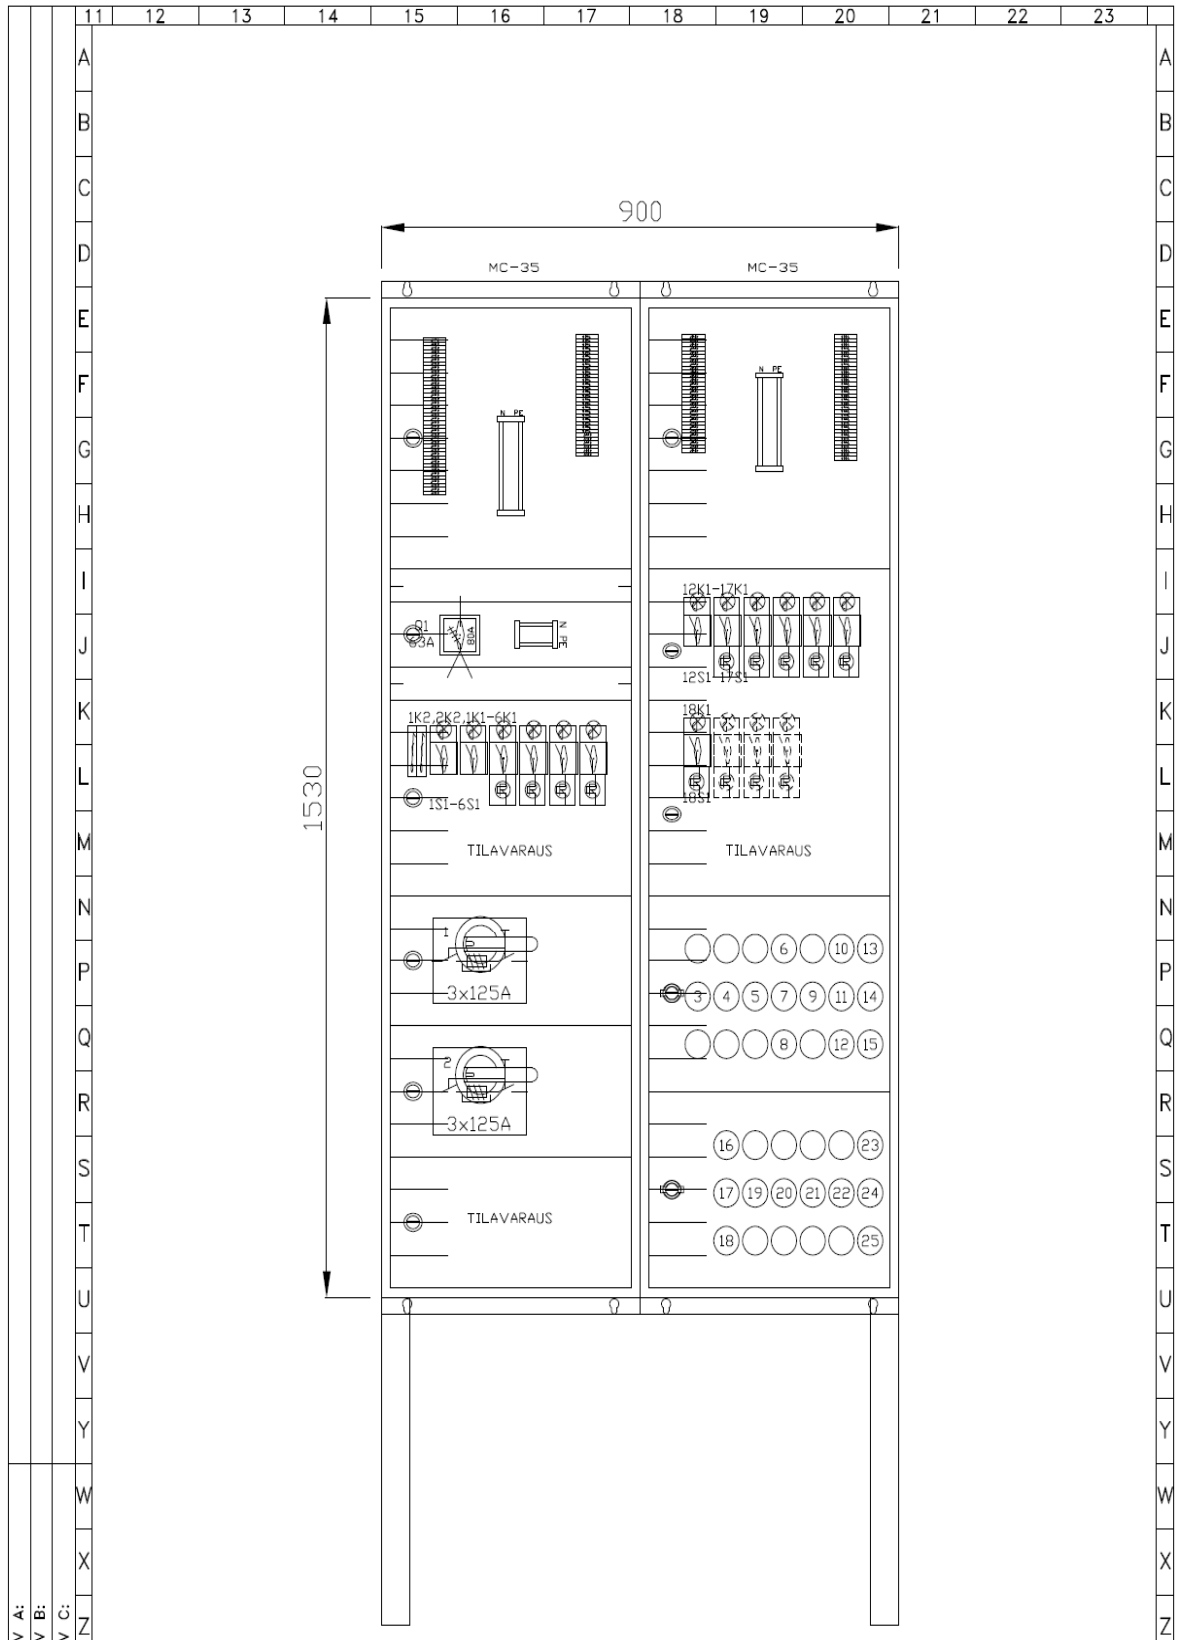 11 12 13 14 15 16 17 18 19 20 21 22 23
A A
B B
C C
900
D D
MC-35 MC-35
E E
F F
N PE
N PE
G G
H H
I I
12K1-17K1
Q1
63A
80A
N PE
J J
12S1-17S1
K K
1K2,2K2,1K1-6K1
18K1
L L
1530
1S1-6S1
18S1
M M
TILAVARAUS TILAVARAUS
N N
1
6 10 13
P P
3x125A
3 4 5 7 9 11 14
Q Q
8 12 15
2
R R
3x125A
16 23
S S
17 19 20 21 22 24
TILAVARAUS
T T
18 25
U U
V V
Y Y
W W
X X
Z Z
V A:
V B:
V C: